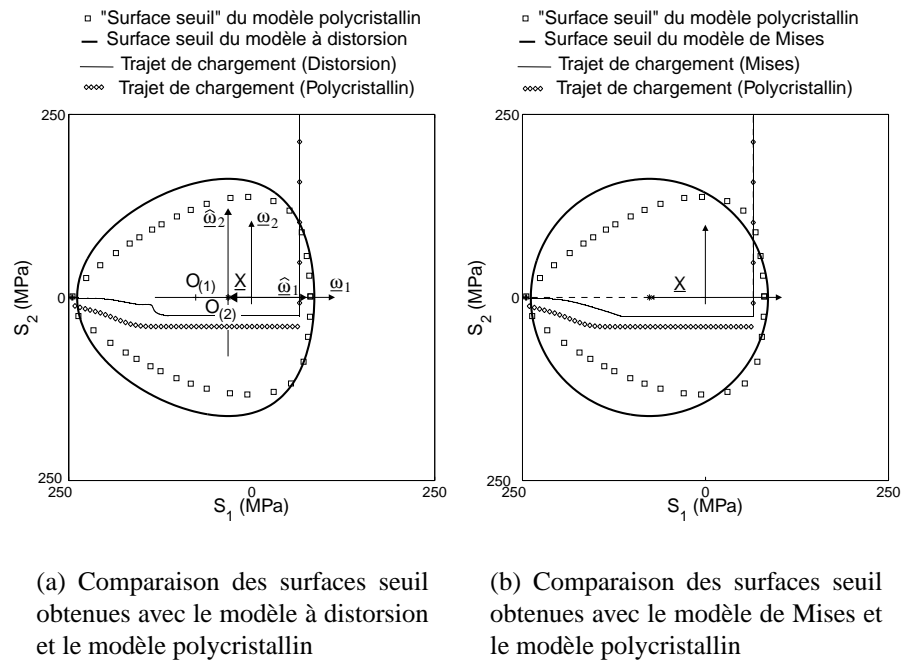 "Surface seuil" du modèle polycristallin
Surface seuil du modèle à distorsion
Trajet de chargement (Distorsion)
Trajet de chargement (Polycristallin)
250
S2 (MPa)
0
250
250
0
250
S1 (MPa)
ω̂2
ω2
O(1)
X
ω̂1
ω1
O(2)
"Surface seuil" du modèle polycristallin
Surface seuil du modèle de Mises
Trajet de chargement (Mises)
Trajet de chargement (Polycristallin)
250
S2 (MPa)
0
250
250
0
250
S1 (MPa)
X
(a) Comparaison des surfaces seuil
obtenues avec le modèle à distorsion
et le modèle polycristallin
(b) Comparaison des surfaces seuil
obtenues avec le modèle de Mises et
le modèle polycristallin